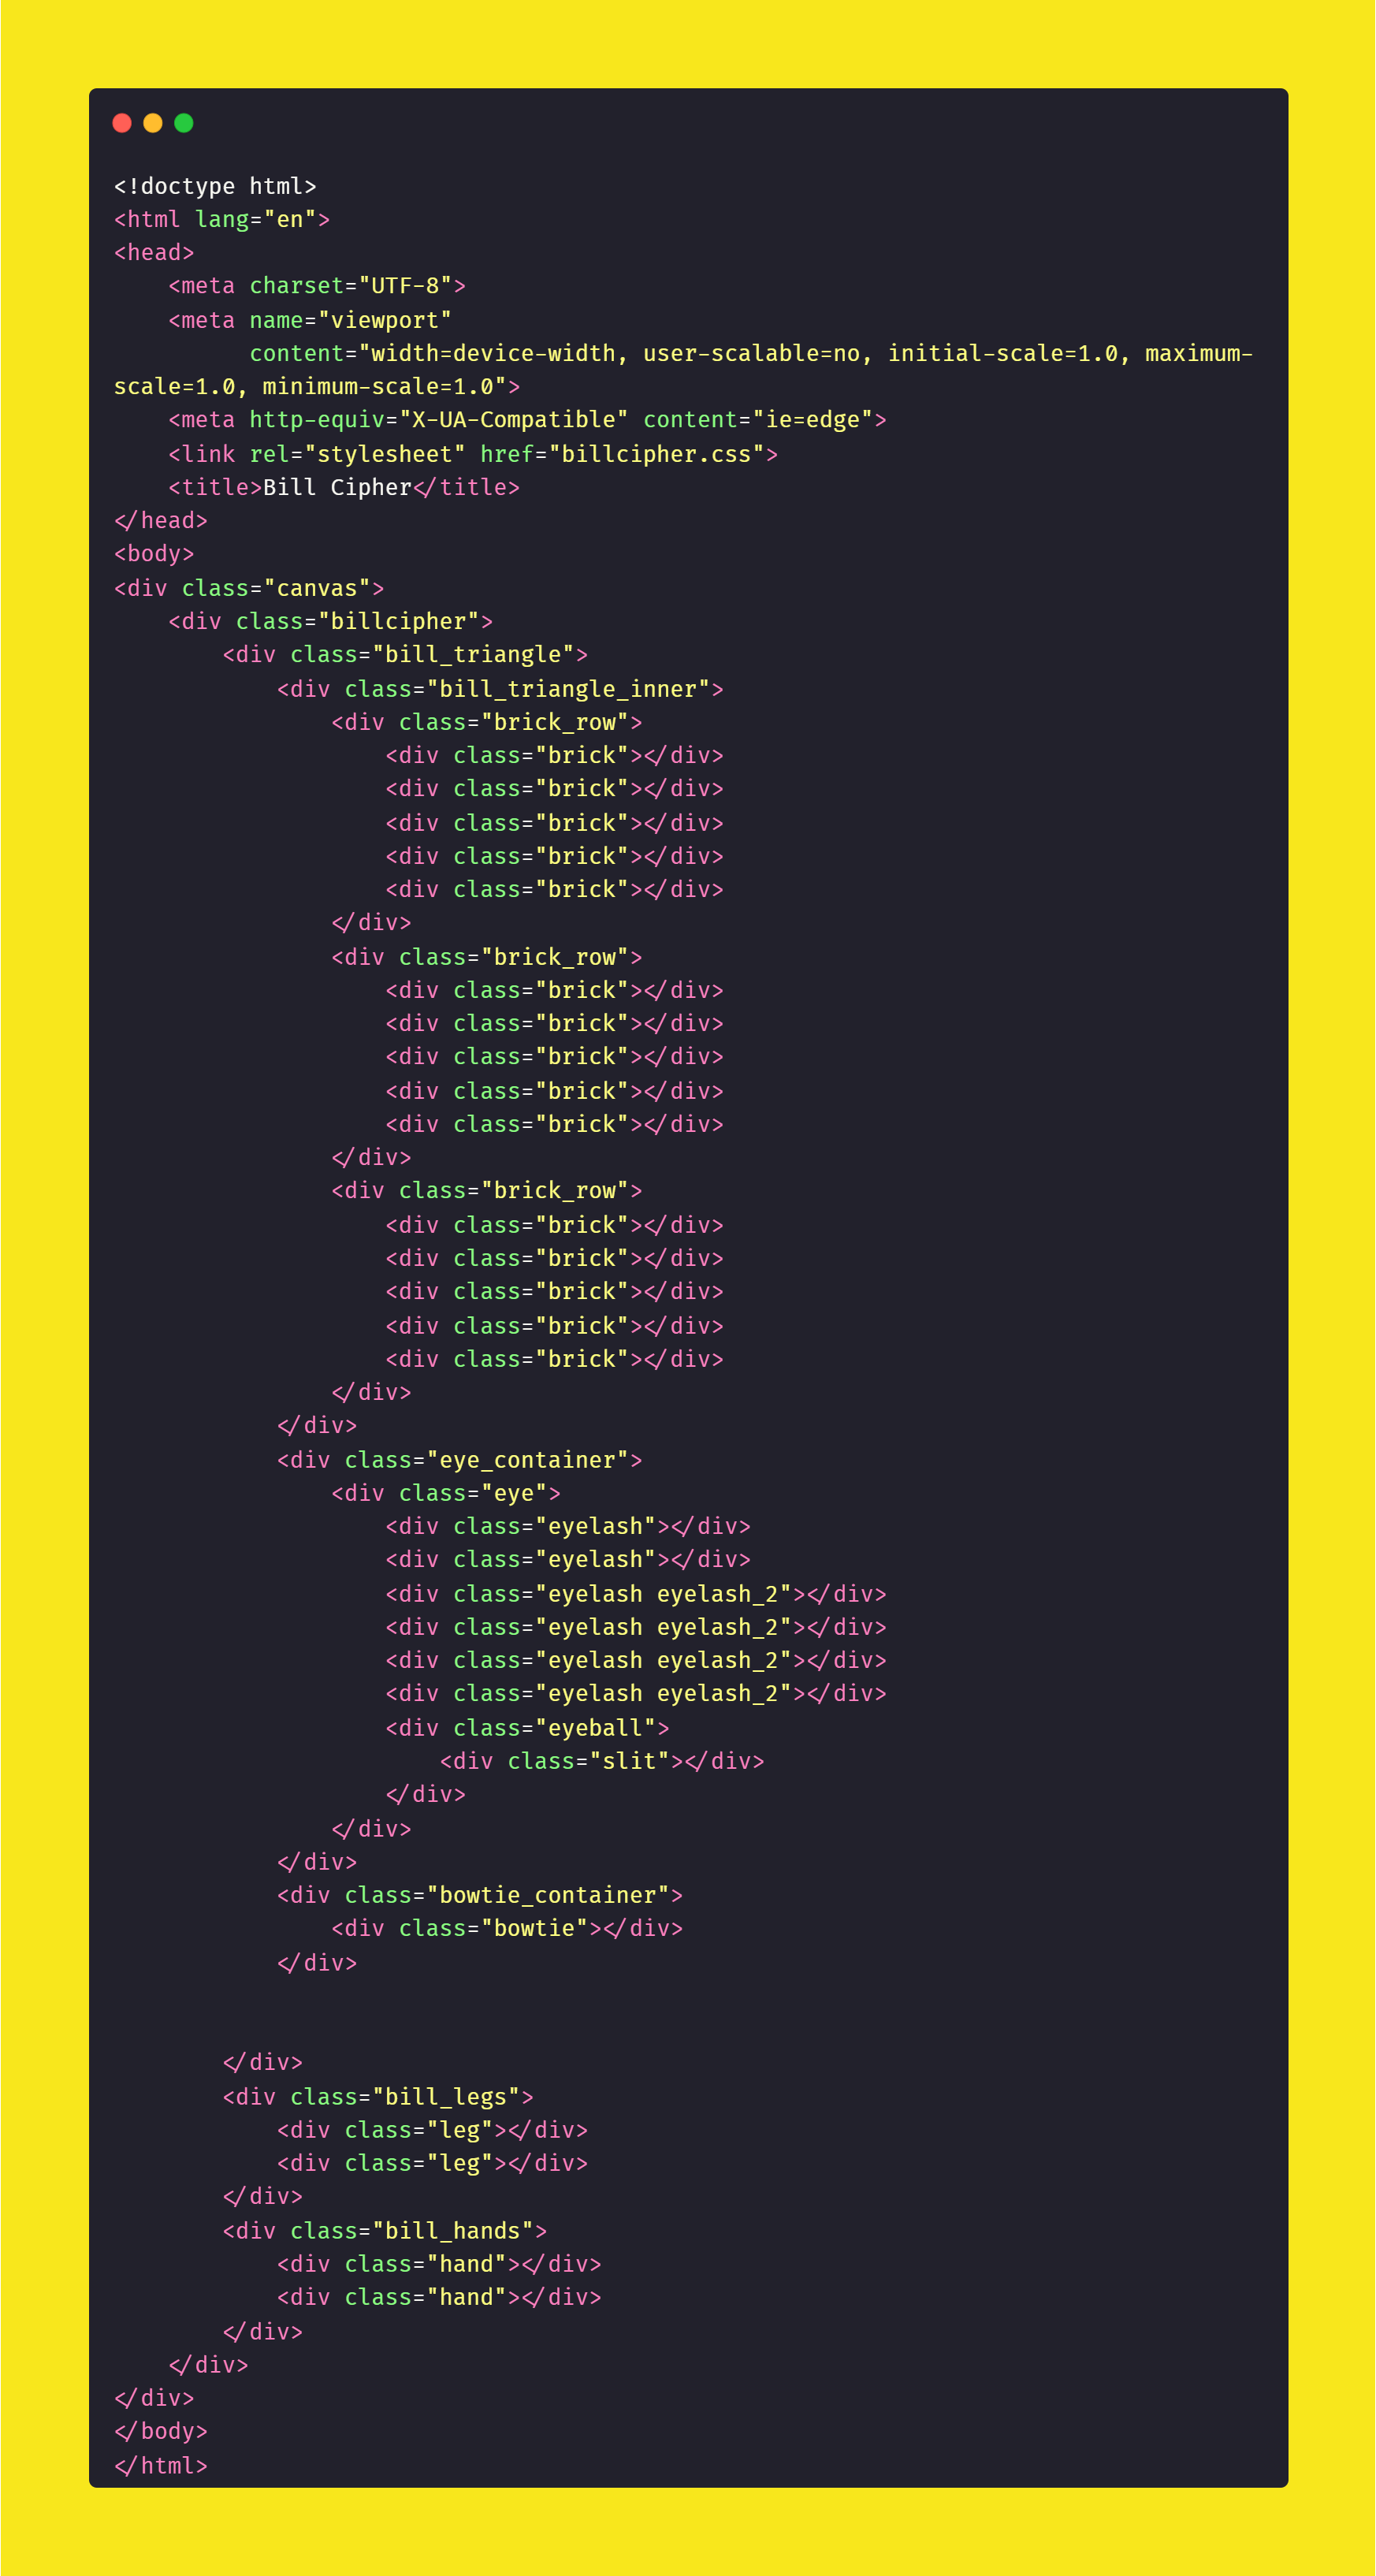 <!doctype html>
<html lang="en">
<head>
    <meta charset="UTF-8">
    <meta name="viewport"
          content="width=device-width, user-scalable=no, initial-scale=1.0, maximum-
scale=1.0, minimum-scale=1.0">
    <meta http-equiv="X-UA-Compatible" content="ie=edge">
    <link rel="stylesheet" href="billcipher.css">
    <title>Bill Cipher</title>
</head>
<body>
<div class="canvas">
    <div class="billcipher">
        <div class="bill_triangle">
            <div class="bill_triangle_inner">
                <div class="brick_row">
                    <div class="brick"></div>
                    <div class="brick"></div>
                    <div class="brick"></div>
                    <div class="brick"></div>
                    <div class="brick"></div>
                </div>
                <div class="brick_row">
                    <div class="brick"></div>
                    <div class="brick"></div>
                    <div class="brick"></div>
                    <div class="brick"></div>
                    <div class="brick"></div>
                </div>
                <div class="brick_row">
                    <div class="brick"></div>
                    <div class="brick"></div>
                    <div class="brick"></div>
                    <div class="brick"></div>
                    <div class="brick"></div>
                </div>
            </div>
            <div class="eye_container">
                <div class="eye">
                    <div class="eyelash"></div>
                    <div class="eyelash"></div>
                    <div class="eyelash eyelash_2"></div>
                    <div class="eyelash eyelash_2"></div>
                    <div class="eyelash eyelash_2"></div>
                    <div class="eyelash eyelash_2"></div>
                    <div class="eyeball">
                        <div class="slit"></div>
                    </div>
                </div>
            </div>
            <div class="bowtie_container">
                <div class="bowtie"></div>
            </div>


        </div>
        <div class="bill_legs">
            <div class="leg"></div>
            <div class="leg"></div>
        </div>
        <div class="bill_hands">
            <div class="hand"></div>
            <div class="hand"></div>
        </div>
    </div>
</div>
</body>
</html>